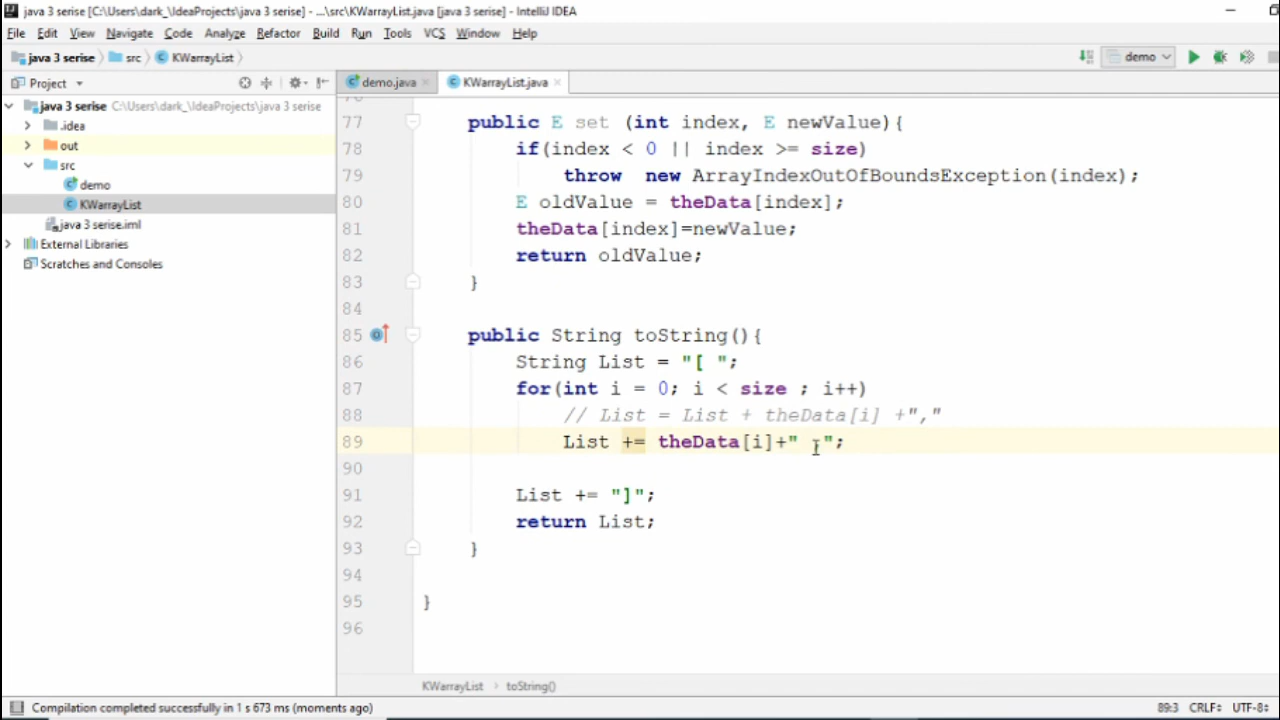 java 3 serise [C:\Users\dark_\IdeaProjects\java 3 serise] - ...\src\KWarrayList.java [java 3 serise] - IntelliJ IDEA
File Edit View Navigate Code Analyze Refactor Build Run Tools VCS Window Help
java 3 serise src KWarrayList demo
Project demo.java KWarrayList.java
java 3 serise C:\Users\dark_\IdeaProjects\java 3 serise
.idea
out
src
demo
KWarrayList
java 3 serise.iml
External Libraries
Scratches and Consoles
77 public E set (int index, E newValue){
78 if(index < 0 || index >= size)
79 throw new ArrayIndexOutOfBoundsException(index);
80 E oldValue = theData[index];
81 theData[index]=newValue;
82 return oldValue;
83 }
84
85 public String toString(){
86 String List = "[ ";
87 for(int i = 0; i < size ; i++)
88 // List = List + theData[i] +","
89 List += theData[i]+" ,";
90
91 List += "]";
92 return List;
93 }
94
95 }
96
KWarrayList toString()
Compilation completed successfully in 1 s 673 ms (moments ago) 89:3 CRLF UTF-8